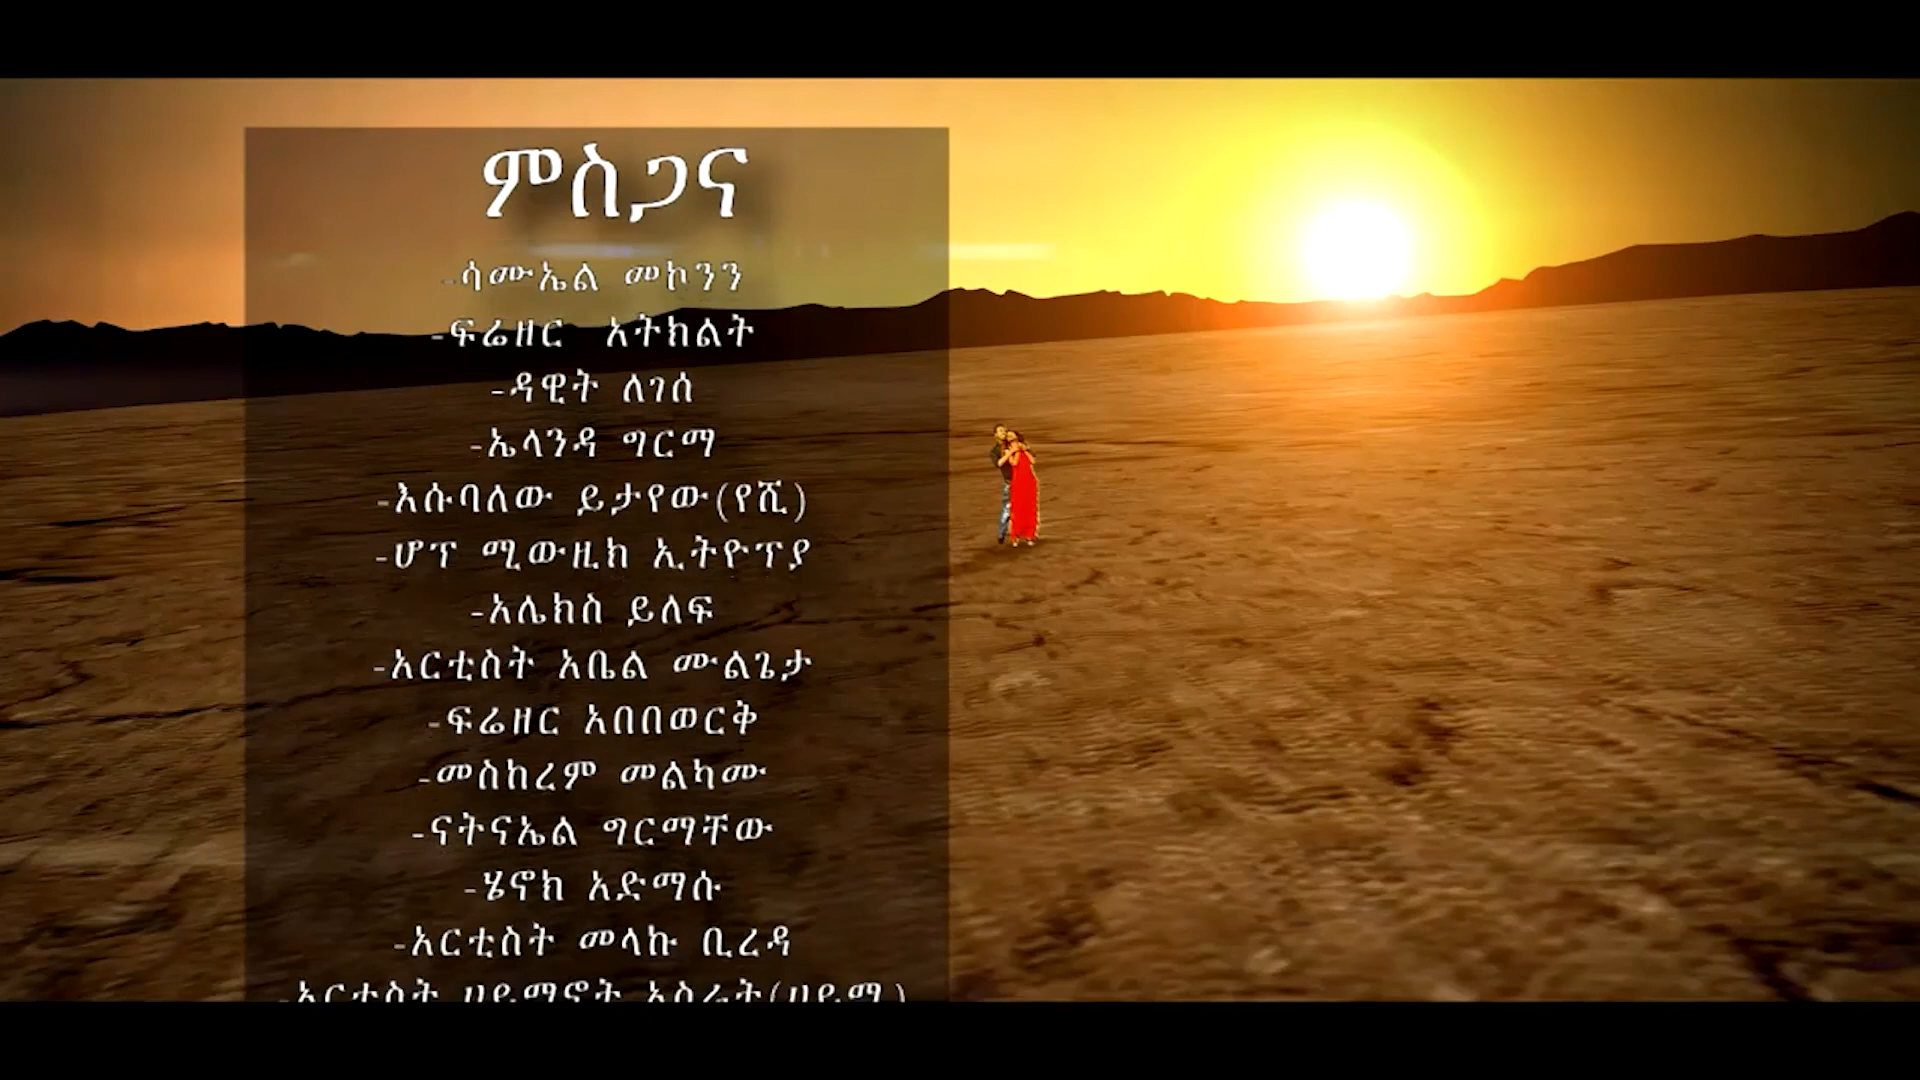 ምስጋና
-ሳሙኤል መኮንን
-ፍሬዘር አትክልት
-ዳዊት ለገሰ
-ኤላንዳ ግርማ
-እሱባለው ይታየው(የሺ)
-ሆፕ ሚውዚክ ኢትዮፕያ
-አሌክስ ይለፍ
-አርቲስት አቤል ሙልጌታ
-ፍሬዘር አበበወርቅ
-መስከረም መልካሙ
-ናትናኤል ግርማቸው
-ሄኖክ አድማሱ
-አርቲስት መላኩ ቢረዳ